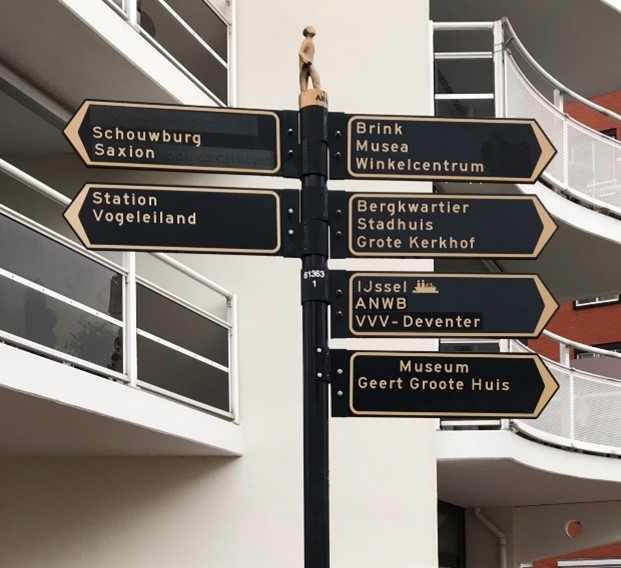 Schouwburg
Saxion
Station
Vogeleiland
Brink
Musea
Winkelcentrum
Bergkwartier
Stadhuis
Grote Kerkhof
IJssel
ANWB
VVV-Deventer
Museum
Geert Groote Huis
61363
1